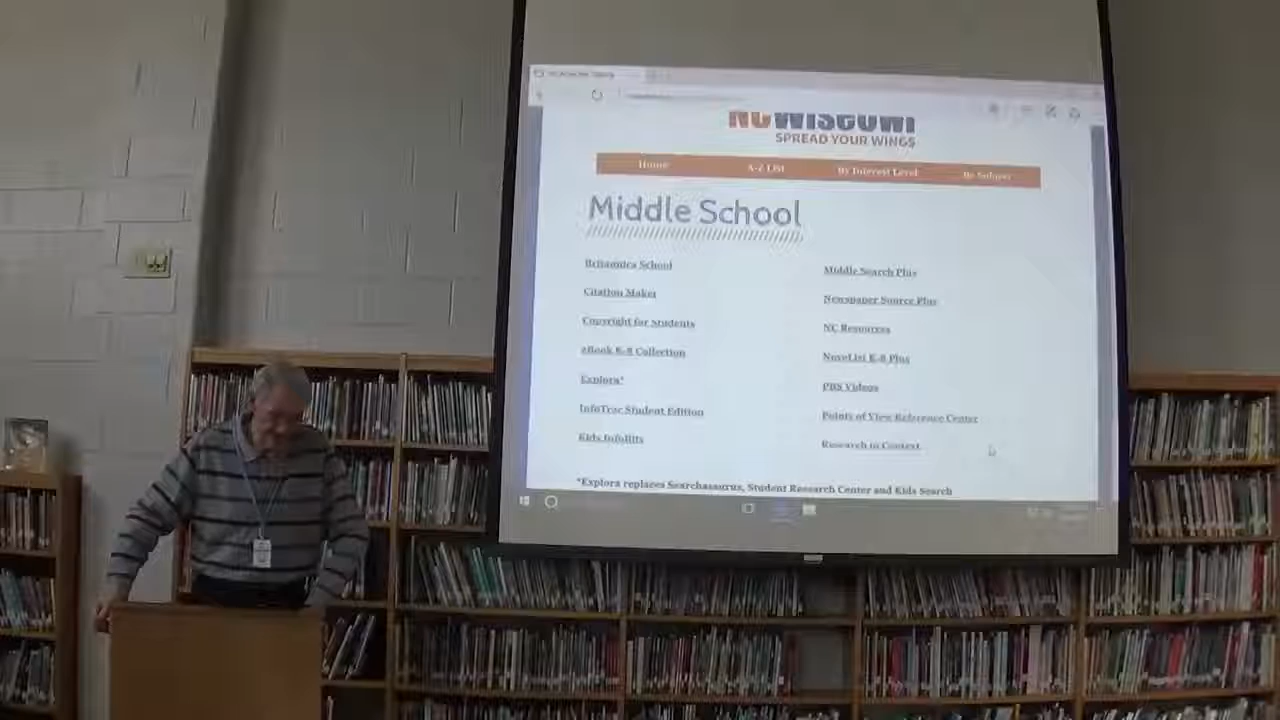 SPREAD YOUR WINGS
Home A-Z LIST By Interest Level By Subject
Middle School
Britannica School
Citation Maker
Copyright for Students
eBook K-8 Collection
Explora*
InfoTrac Student Edition
Kids InfoBits
Middle Search Plus
Newspaper Source Plus
NC Resources
NoveList K-8 Plus
PBS Videos
Points of View Reference Center
Research in Context
*Explora replaces Searchasaurus, Student Research Center and Kids Search